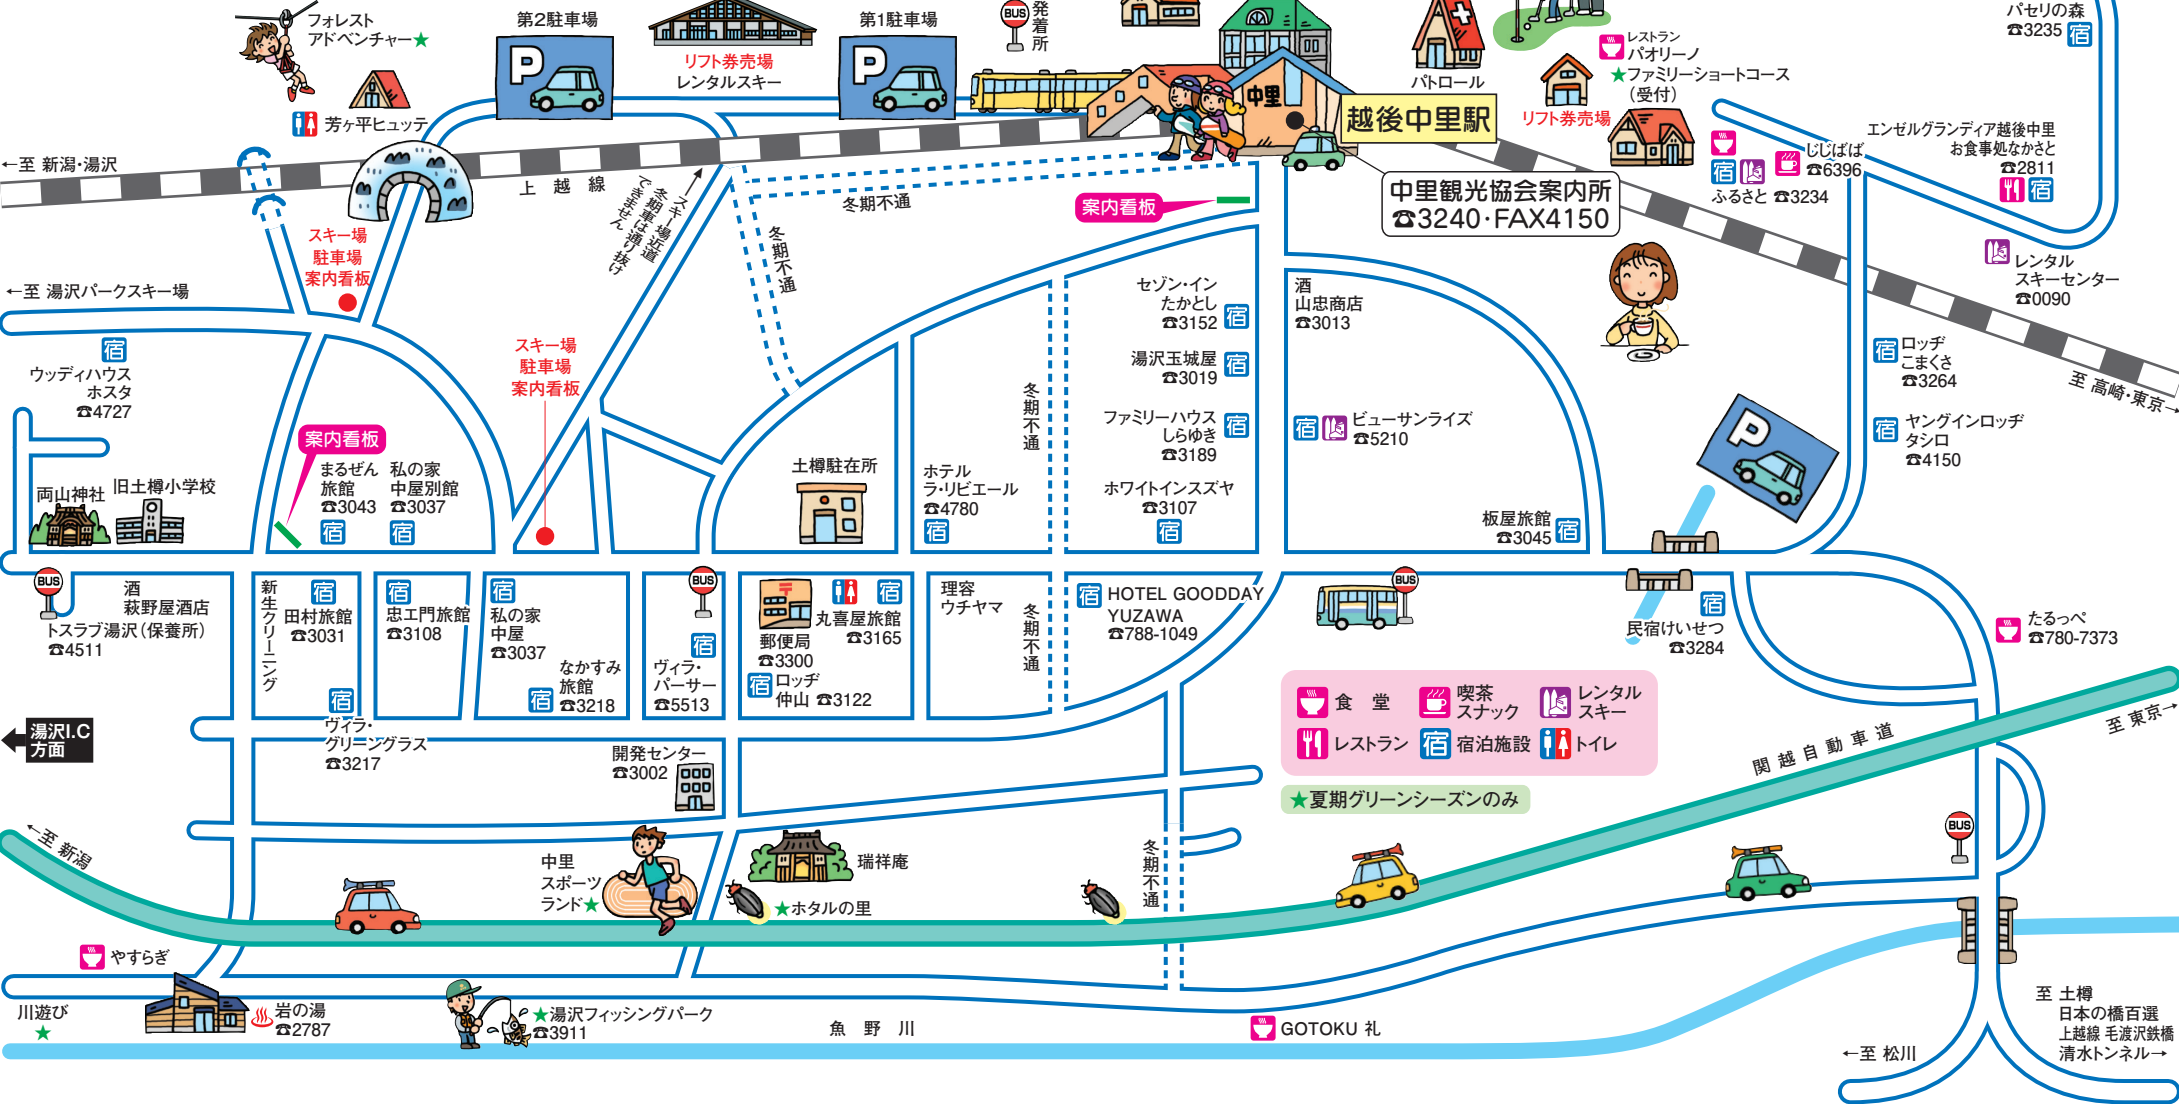 フォレスト
アドベンチャー★
第2駐車場
P
リフト券売場
レンタルスキー
第1駐車場
P
BUS
発着所
中里
越後中里駅
パトロール
レストラン
パオリーノ
★ファミリーショートコース
(受付)
リフト券売場
パセリの森
☎3235
宿
芳ヶ平ヒュッテ
←至 新潟・湯沢
上越線
スキー場近道
冬期車は通り抜け
できません
冬期不通
冬期不通
案内看板
中里観光協会案内所
☎3240・FAX4150
じじばば
☎6396
宿
ふるさと ☎3234
エンゼルグランディア越後中里
お食事処なかさと
☎2811
宿
レンタル
スキーセンター
☎0090
スキー場
駐車場
案内看板
←至 湯沢パークスキー場
宿
ウッディハウス
ホスタ
☎4727
スキー場
駐車場
案内看板
セゾン・イン
たかとし
☎3152
宿
湯沢玉城屋
☎3019
宿
ファミリーハウス
しらゆき
☎3189
宿
ホワイトインスズヤ
☎3107
宿
酒
山忠商店
☎3013
宿
ビューサンライズ
☎5210
宿
ロッヂ
こまくさ
☎3264
至 高崎・東京→
宿
ヤングインロッヂ
タシロ
☎4150
P
冬期不通
案内看板
両山神社
旧土樽小学校
まるぜん
旅館
☎3043
宿
私の家
中屋別館
☎3037
宿
土樽駐在所
ホテル
ラ・リビエール
☎4780
宿
板屋旅館
☎3045
宿
BUS
酒
萩野屋酒店
トスラブ湯沢(保養所)
☎4511
新生クリーニング
宿
田村旅館
☎3031
宿
忠エ門旅館
☎3108
宿
私の家
中屋
☎3037
宿
なかすみ
旅館
☎3218
BUS
宿
ヴィラ・
パーサー
☎5513
郵便局
☎3300
宿
丸喜屋旅館
☎3165
宿
ロッヂ
仲山 ☎3122
理容
ウチヤマ
冬期不通
宿
HOTEL GOODDAY
YUZAWA
☎788-1049
BUS
宿
民宿けいせつ
☎3284
たるっぺ
☎780-7373
湯沢I.C
方面
宿
ヴィラ・
グリーングラス
☎3217
開発センター
☎3002
食堂
喫茶
スナック
レンタル
スキー
レストラン
宿
宿泊施設
トイレ
★夏期グリーンシーズンのみ
関越自動車道
至 東京→
←至 新潟
中里
スポーツ
ランド★
瑞祥庵
★ホタルの里
冬期不通
BUS
やすらぎ
川遊び
★
岩の湯
☎2787
★湯沢フィッシングパーク
☎3911
魚野川
GOTOKU 礼
至 土樽
日本の橋百選
上越線 毛渡沢鉄橋
清水トンネル→
←至 松川